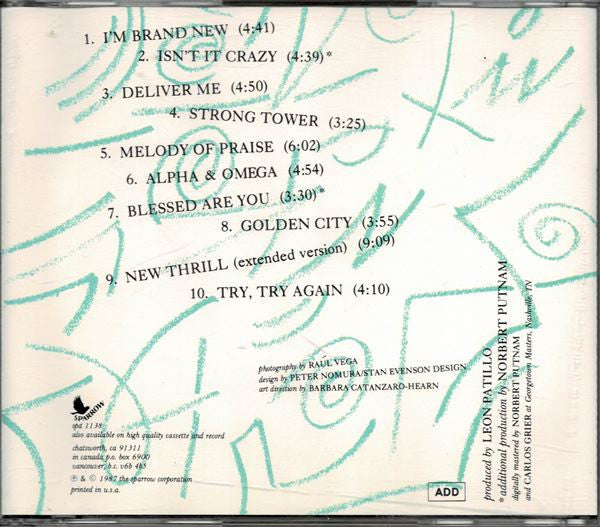 1. I'M BRAND NEW (4:41)
2. ISN'T IT CRAZY (4:39)*
3. DELIVER ME (4:50)
4. STRONG TOWER (3:25)
5. MELODY OF PRAISE (6:02)
6. ALPHA & OMEGA (4:54)
7. BLESSED ARE YOU (3:30)*
8. GOLDEN CITY (3:55)
9. NEW THRILL (extended version) (9:09)
10. TRY, TRY AGAIN (4:10)
photography by RAÚL VEGA
design by PETER NOMURA/STAN EVENSON DESIGN
art direction by BARBARA CATANZARO-HEARN
SPARROW
spd 1138
also available on high quality cassette and record
chatsworth, ca 91311
in canada p.o. box 6900
vancouver, b.c. v6b 4b5
℗ & © 1987 the sparrow corporation
printed in u.s.a.
ADD
produced by LEON PATILLO
*additional production by NORBERT PUTNAM
digitally mastered by NORBERT PUTNAM
and CARLOS GRIER at Georgetown Masters, Nashville, TN